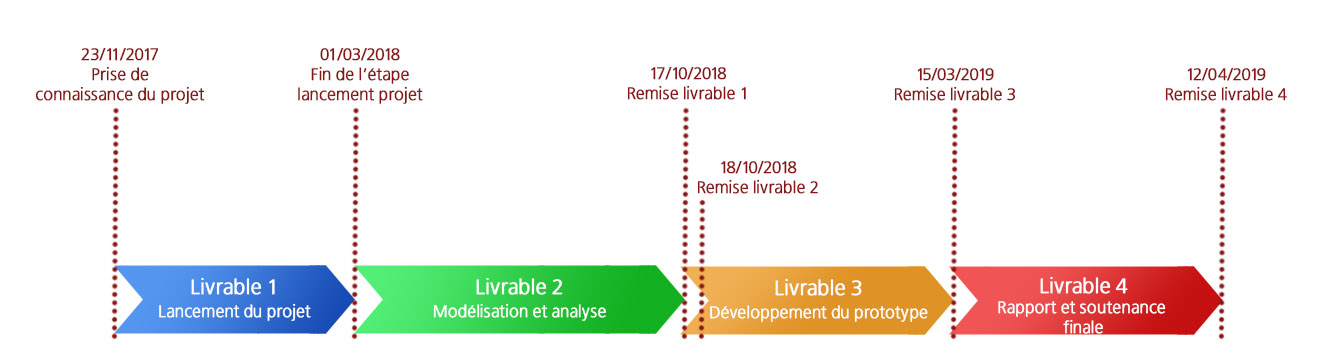 23/11/2017
Prise de
connaissance du projet
01/03/2018
Fin de l'étape
lancement projet
17/10/2018
Remise livrable 1
18/10/2018
Remise livrable 2
15/03/2019
Remise livrable 3
12/04/2019
Remise livrable 4
Livrable 1
Lancement du projet
Livrable 2
Modélisation et analyse
Livrable 3
Développement du prototype
Livrable 4
Rapport et soutenance
finale